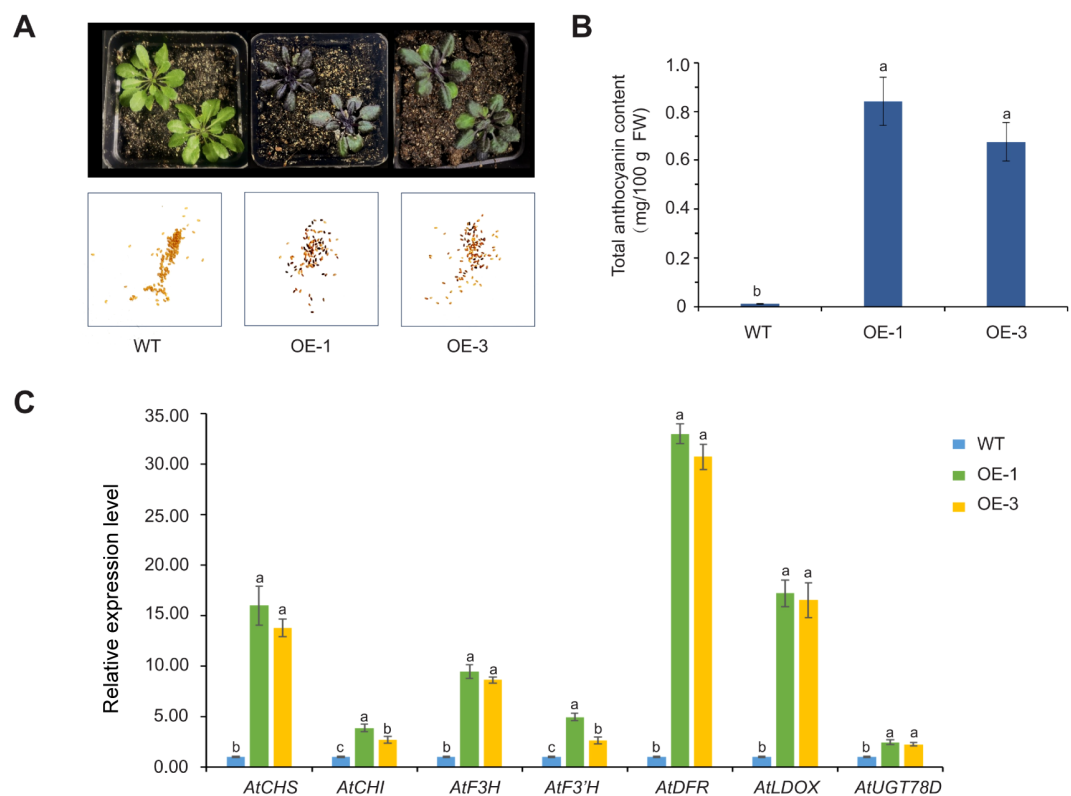 A
WT
OE-1
OE-3
B
Total anthocyanin content
(mg/100 g FW)
1.0
0.8
0.6
0.4
0.2
0
b
a
a
WT
OE-1
OE-3
C
Relative expression level
35.00
30.00
25.00
20.00
15.00
10.00
5.00
0.00
b a a
c a b
b a a
c a b
b a a
b a a
b a a
AtCHS
AtCHI
AtF3H
AtF3'H
AtDFR
AtLDOX
AtUGT78D
WT
OE-1
OE-3